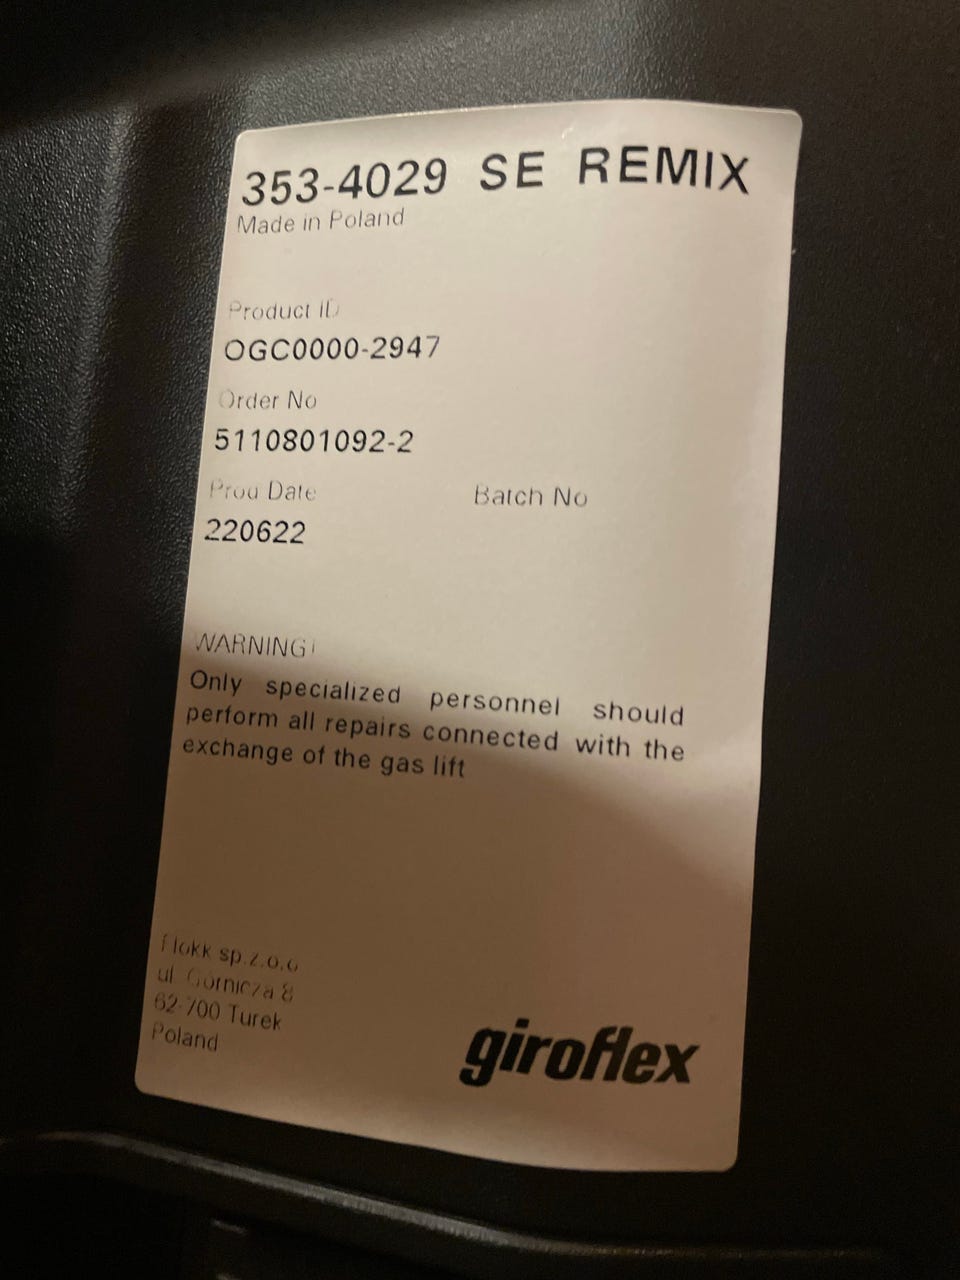 353-4029 SE REMIX
Made in Poland
Product ID
OGC0000-2947
Order No
5110801092-2
Prod Date Batch No
220622
WARNING!
Only specialized personnel should
perform all repairs connected with the
exchange of the gas lift
Flokk sp.z.o.o
ul. Górnicza 8
62-700 Turek
Poland
giroflex